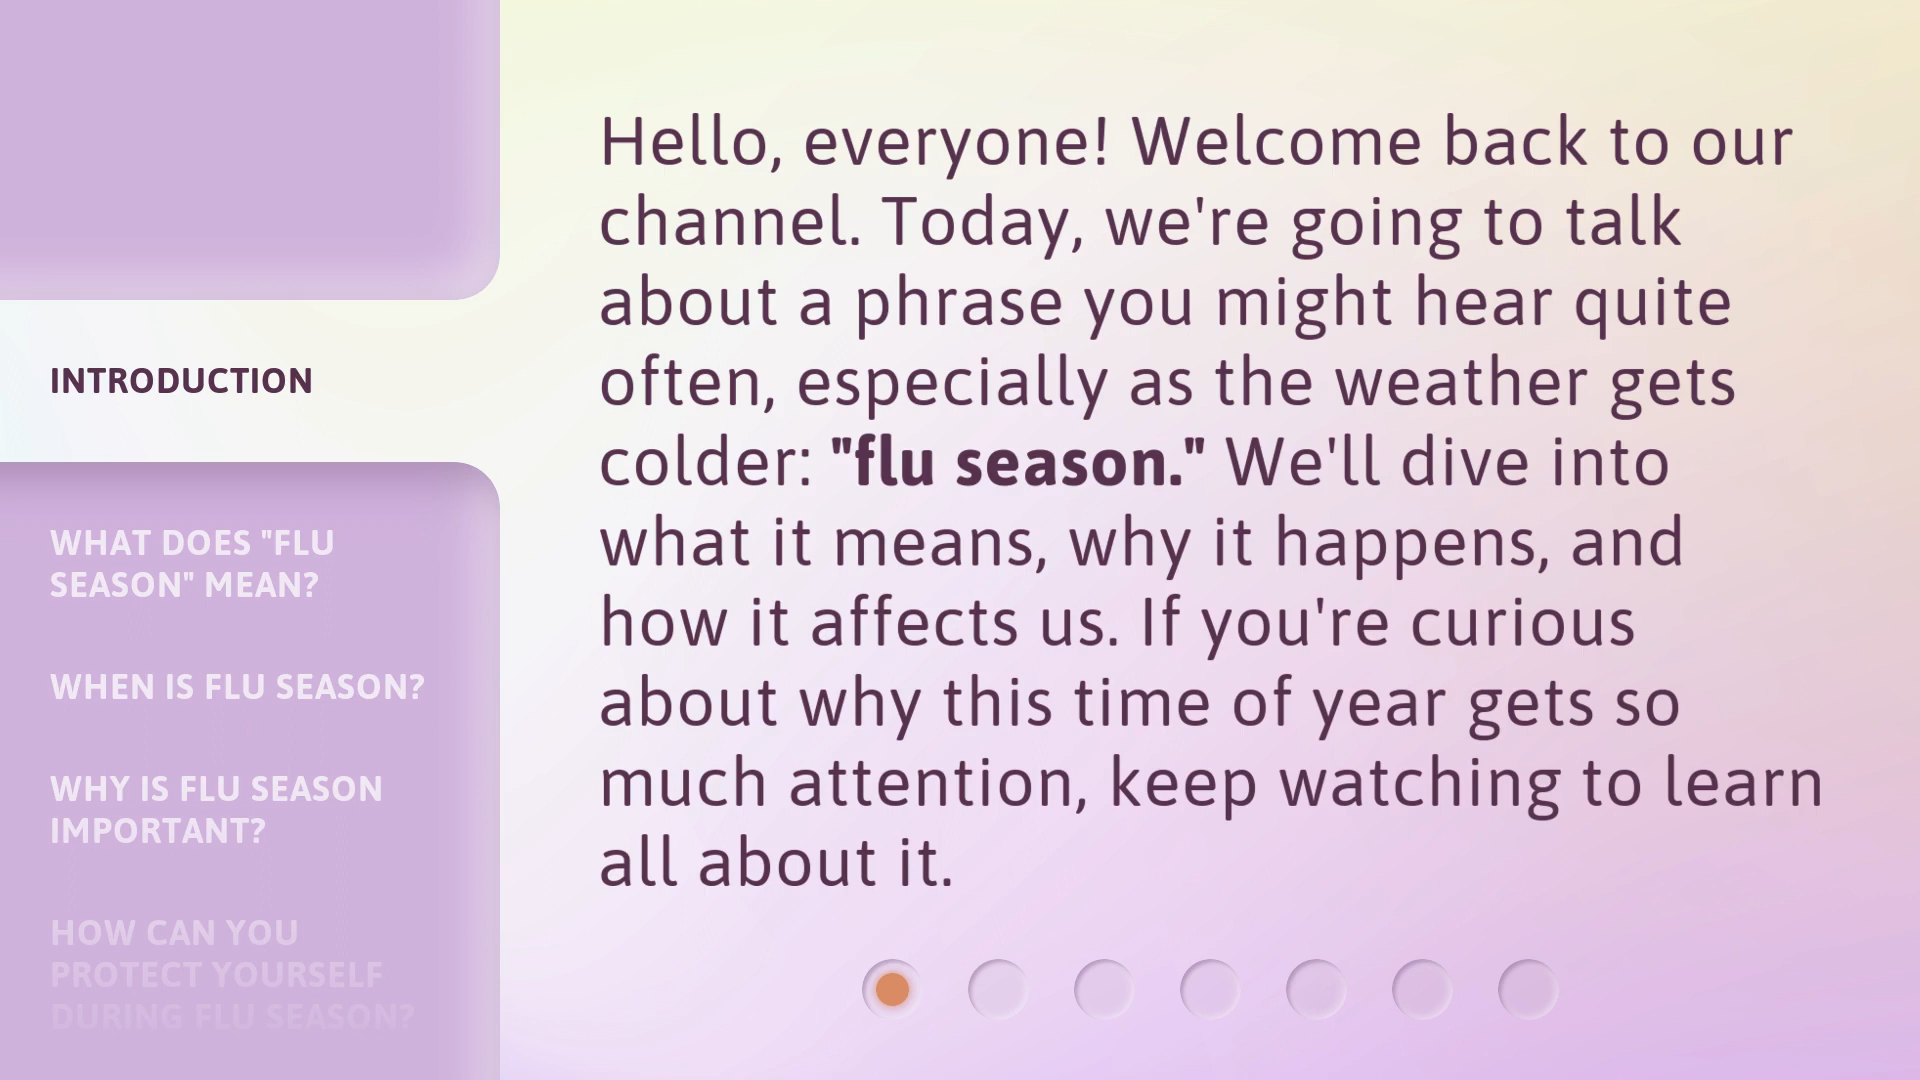 INTRODUCTION
WHAT DOES "FLU
SEASON" MEAN?
WHEN IS FLU SEASON?
WHY IS FLU SEASON
IMPORTANT?
HOW CAN YOU
PROTECT YOURSELF
DURING FLU SEASON?
Hello, everyone! Welcome back to our
channel. Today, we're going to talk
about a phrase you might hear quite
often, especially as the weather gets
colder: "flu season." We'll dive into
what it means, why it happens, and
how it affects us. If you're curious
about why this time of year gets so
much attention, keep watching to learn
all about it.